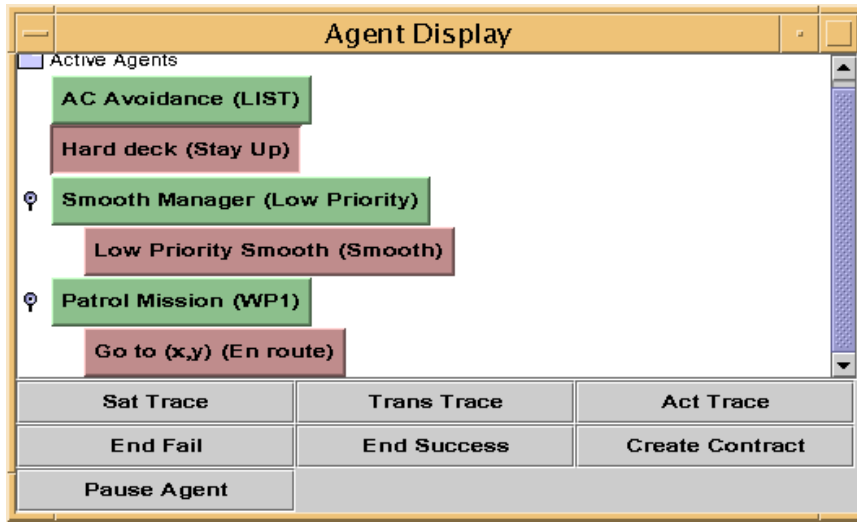 Agent Display
Active Agents
AC Avoidance (LIST)
Hard deck (Stay Up)
Smooth Manager (Low Priority)
Low Priority Smooth (Smooth)
Patrol Mission (WP1)
Go to (x,y) (En route)
Sat Trace Trans Trace Act Trace
End Fail End Success Create Contract
Pause Agent